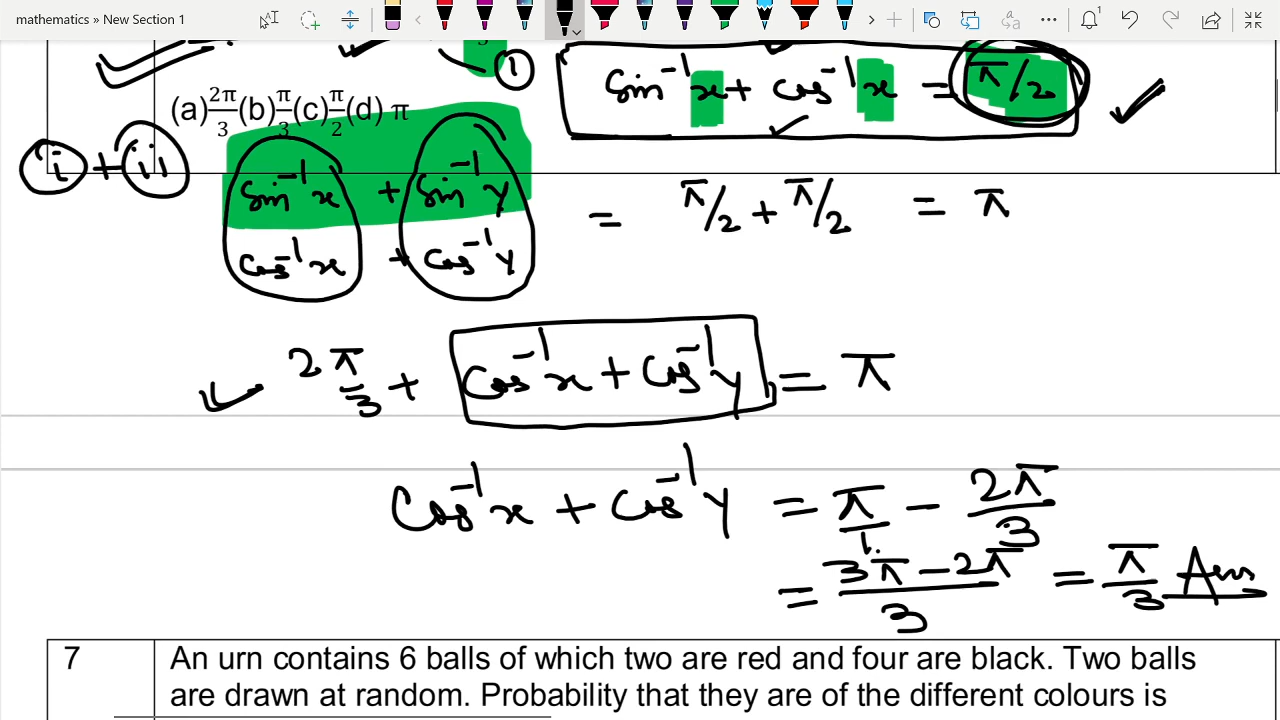 mathematics » New Section 1
①
sin⁻¹x + cos⁻¹x = π/2
(a)2π/3(b)π/3(c)π/2(d) π
(i) + (ii)
sin⁻¹x + sin⁻¹y
= π/2 + π/2 = π
cos⁻¹x + cos⁻¹y
2π/3 + cos⁻¹x + cos⁻¹y = π
cos⁻¹x + cos⁻¹y = π/1 - 2π/3
= 3π-2π/3 = π/3 Ans
7 An urn contains 6 balls of which two are red and four are black. Two balls
are drawn at random. Probability that they are of the different colours is